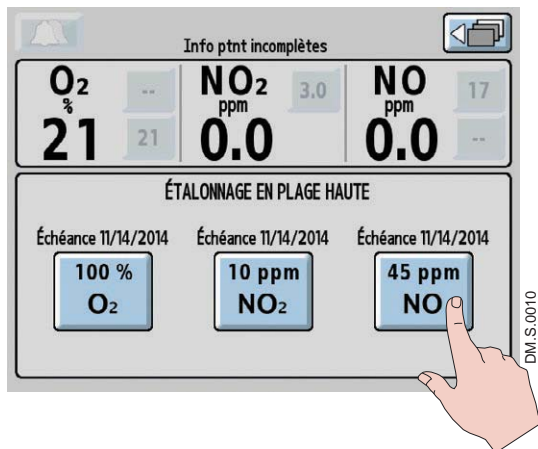 Info ptnt incomplètes
O2 % -- 21 21
NO2 ppm 3.0 0.0
NO ppm 17 0.0 --
ÉTALONNAGE EN PLAGE HAUTE
Échéance 11/14/2014 Échéance 11/14/2014 Échéance 11/14/2014
100 % 10 ppm 45 ppm
O2 NO2 NO
DM.S.0010